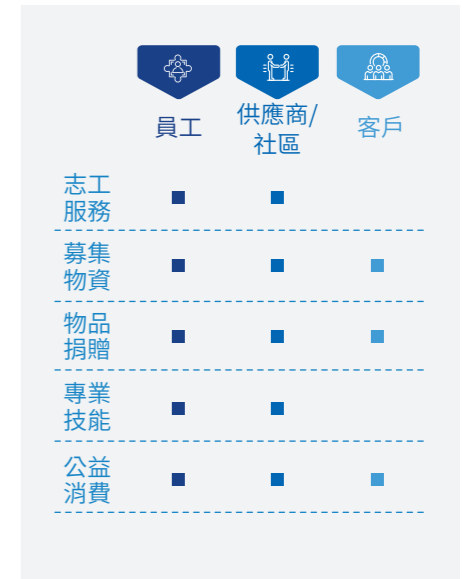 員工
供應商/
社區
客戶
志工
服務
募集
物資
物品
捐贈
專業
技能
公益
消費